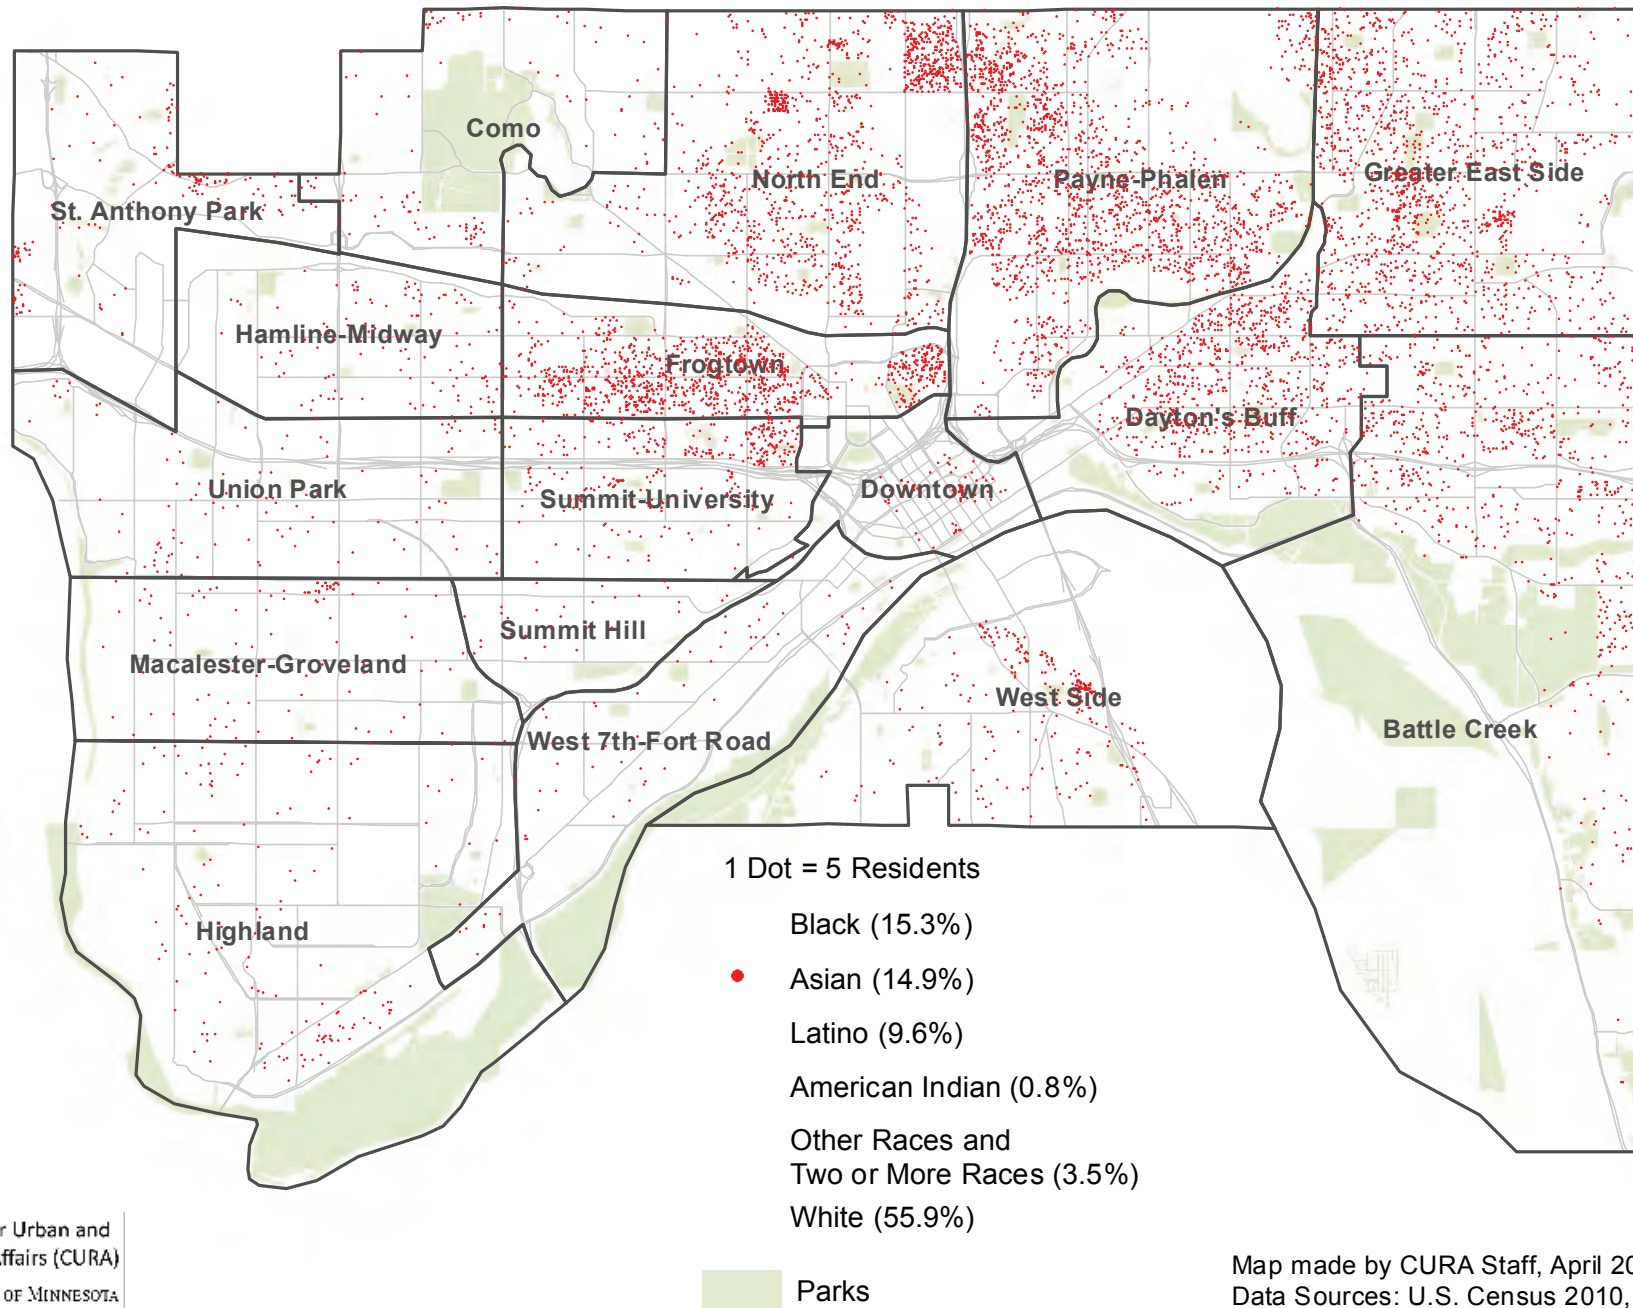 Como
North End
Payne-Phalen
Greater East Side
St. Anthony Park
Hamline-Midway
Frogtown
Dayton's Buff
Union Park
Summit-University
Downtown
Summit Hill
Macalester-Groveland
West Side
West 7th-Fort Road
Battle Creek
Highland
1 Dot = 5 Residents
Black (15.3%)
Asian (14.9%)
Latino (9.6%)
American Indian (0.8%)
Other Races and
Two or More Races (3.5%)
White (55.9%)
Parks
r Urban and
ffairs (CURA)
OF MINNESOTA
Map made by CURA Staff, April 20
Data Sources: U.S. Census 2010,